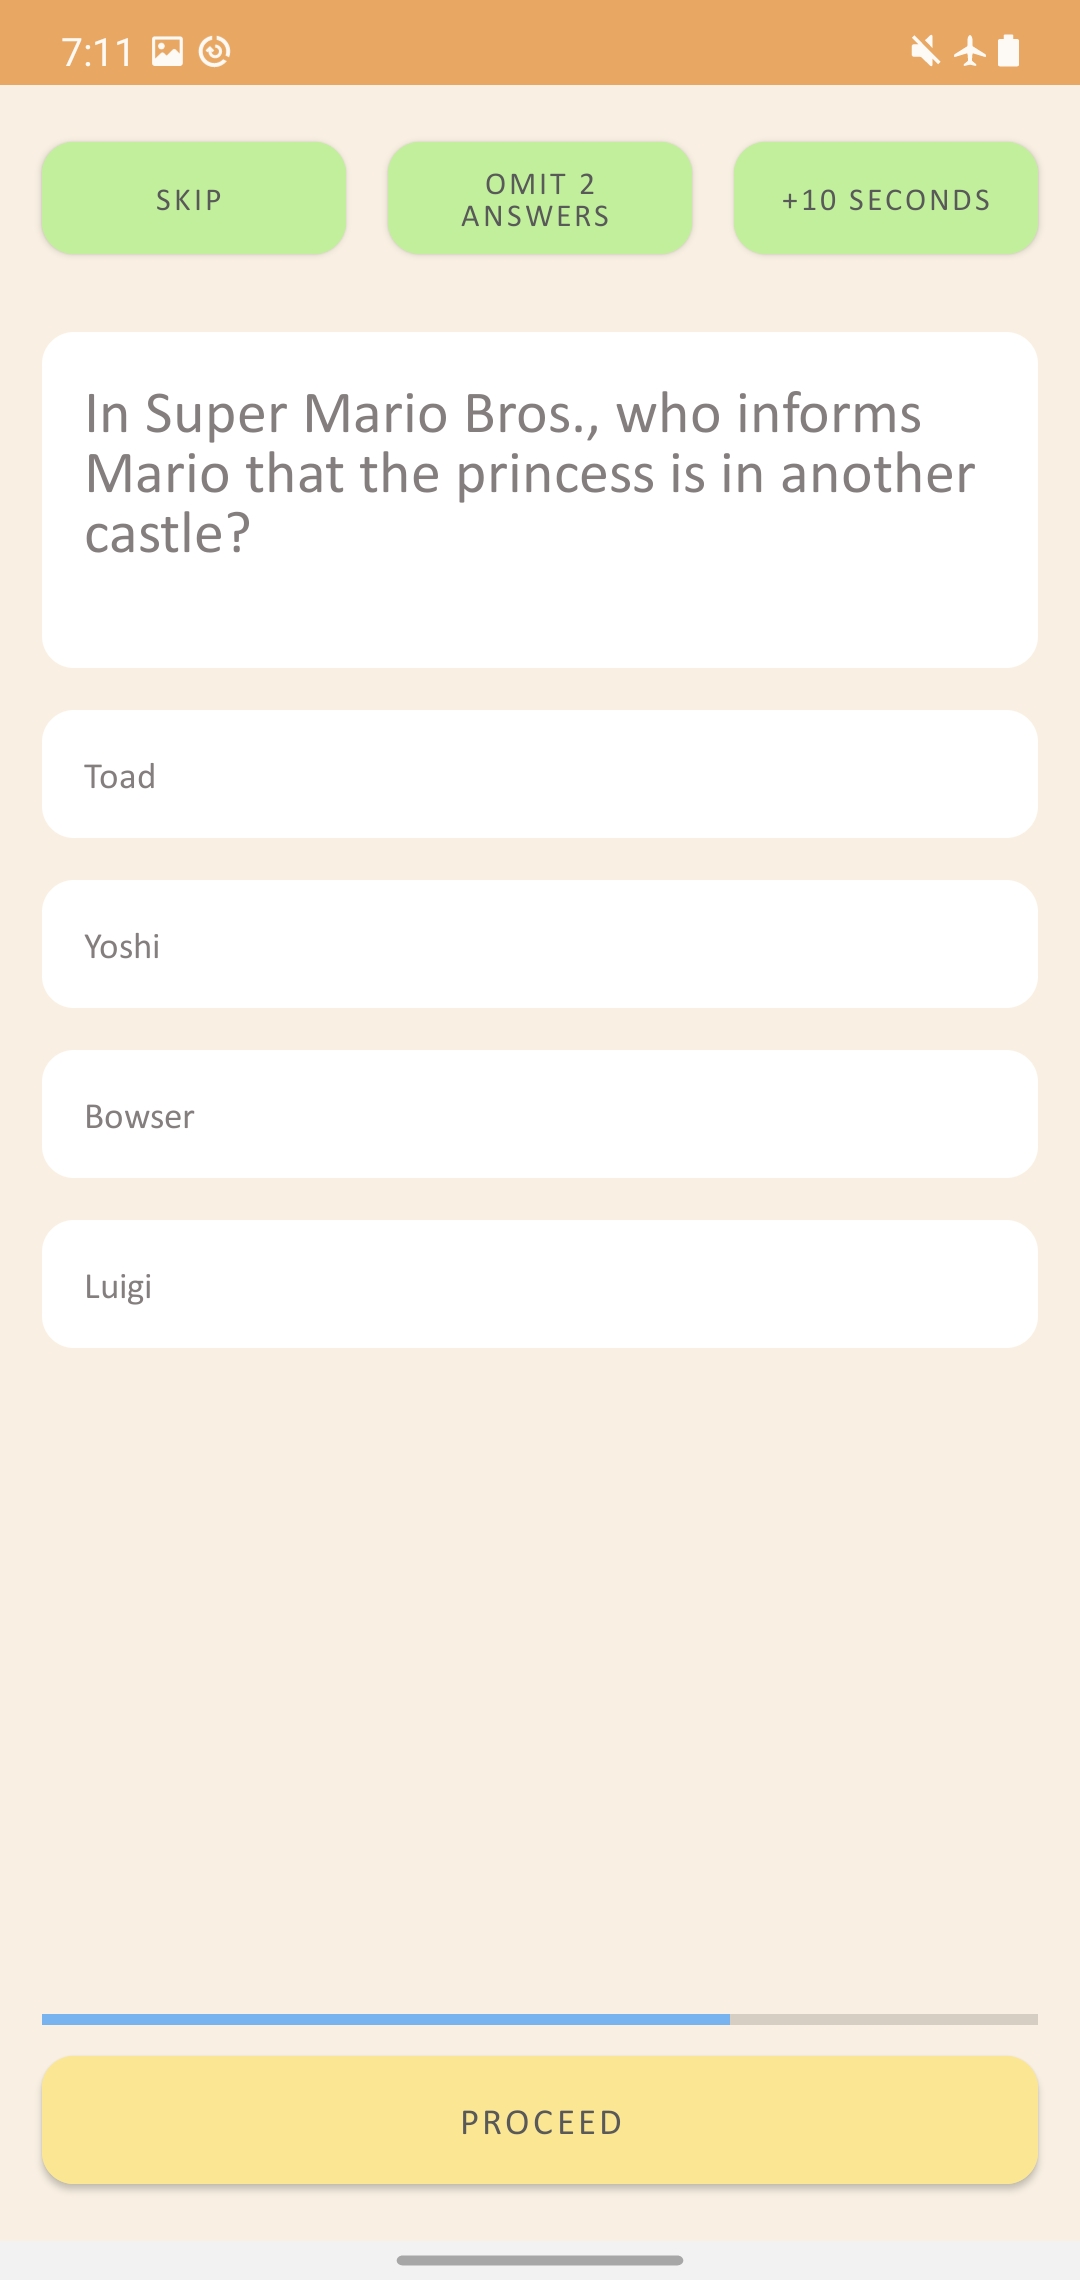 7:11
SKIP
OMIT 2
ANSWERS
+10 SECONDS
In Super Mario Bros., who informs
Mario that the princess is in another
castle?
Toad
Yoshi
Bowser
Luigi
PROCEED